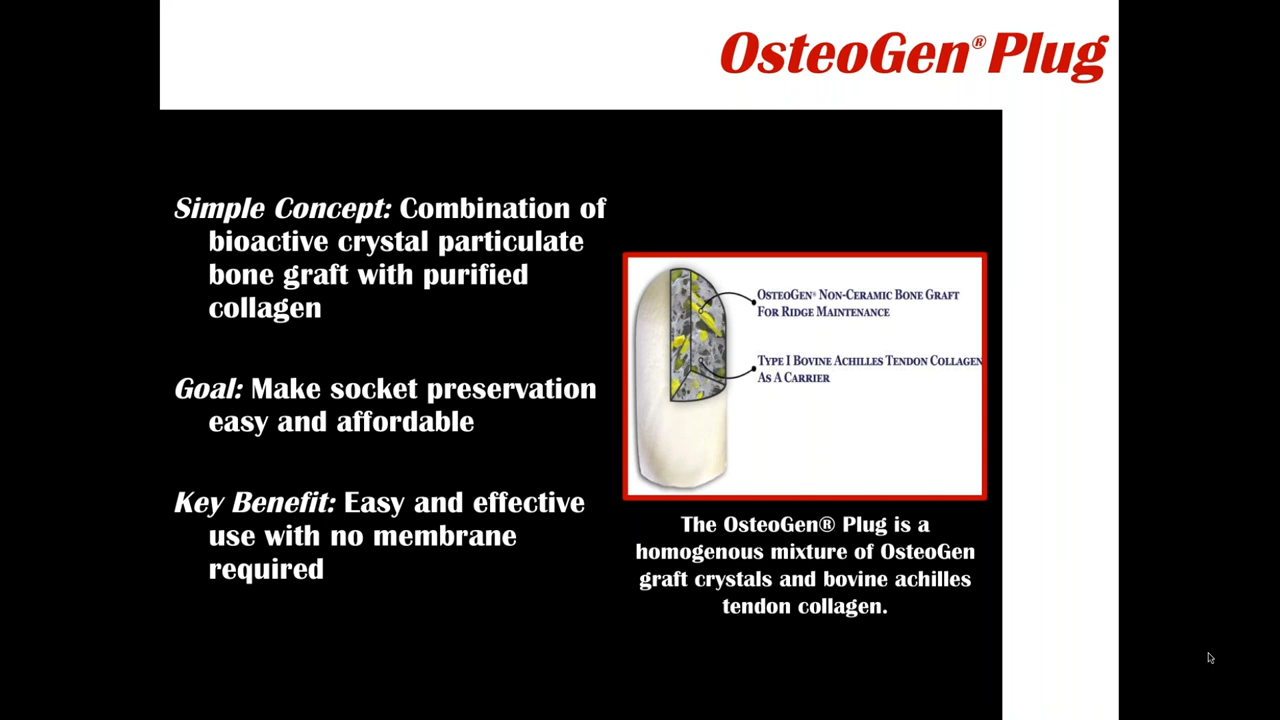 OsteoGen® Plug
Simple Concept: Combination of
bioactive crystal particulate
bone graft with purified
collagen
Goal: Make socket preservation
easy and affordable
Key Benefit: Easy and effective
use with no membrane
required
OsteoGen® Non-Ceramic Bone Graft
For Ridge Maintenance
Type I Bovine Achilles Tendon Collagen
As A Carrier
The OsteoGen® Plug is a
homogenous mixture of OsteoGen
graft crystals and bovine achilles
tendon collagen.